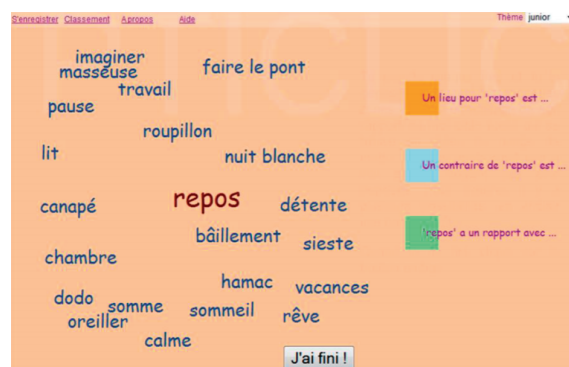 S'enregistrer Classement A propos Aide Thème junior
imaginer
masseuse
faire le pont
travail
pause
Un lieu pour 'repos' est ...
roupillon
lit
nuit blanche
Un contraire de 'repos' est ...
repos
canapé
détente
bâillement
sieste
'repos' a un rapport avec ...
chambre
hamac
vacances
dodo
somme
sommeil
rêve
oreiller
calme
J'ai fini !